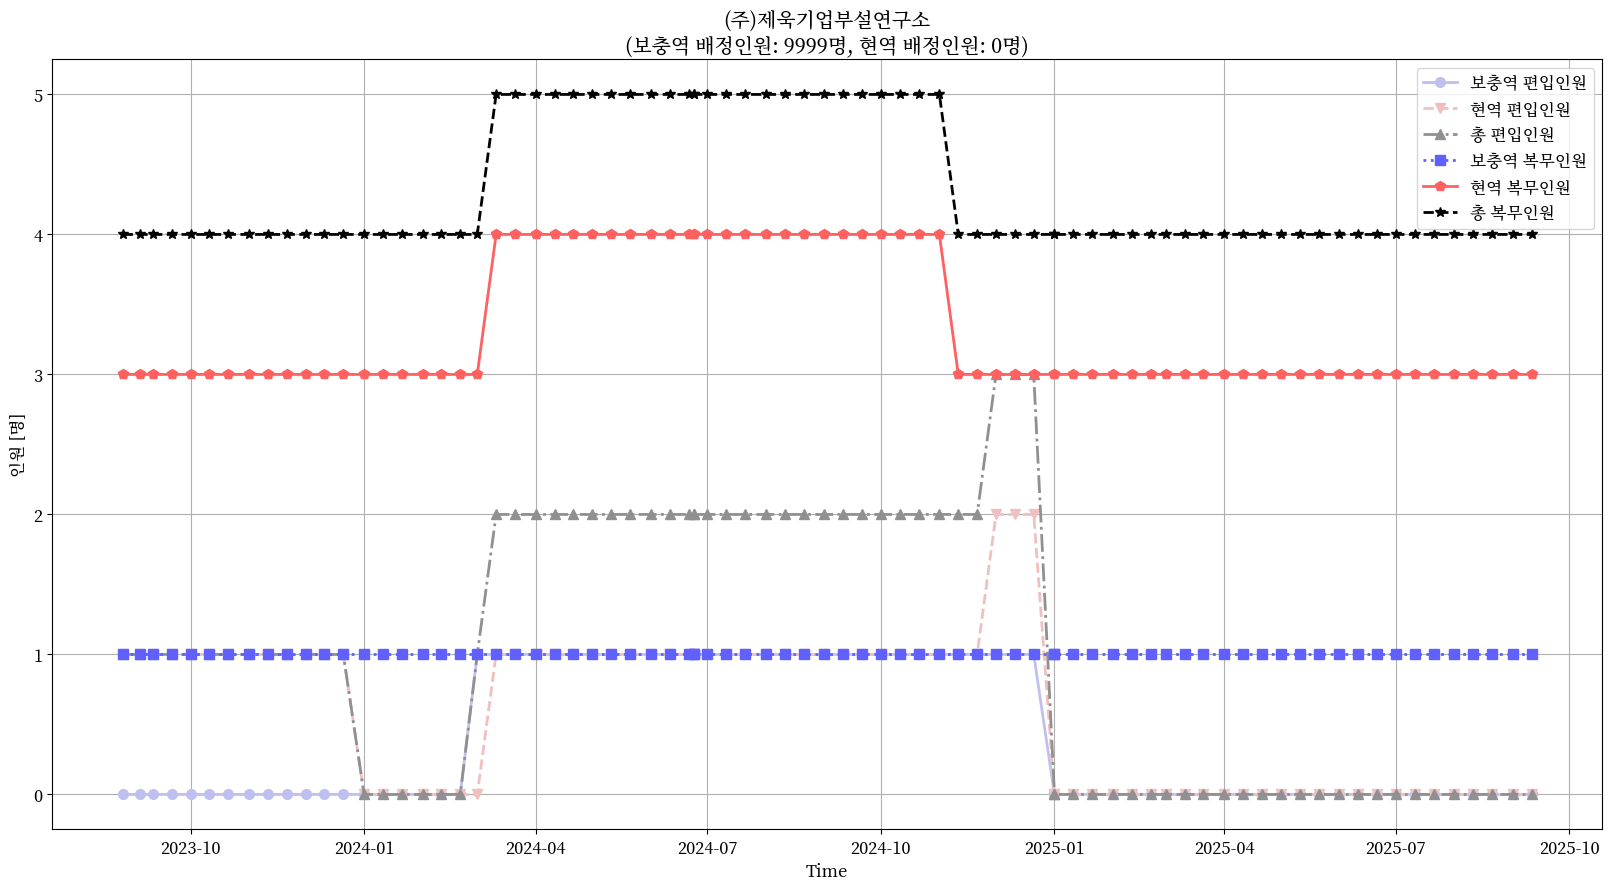 (주)제욱기업부설연구소
(보충역 배정인원: 9999명, 현역 배정인원: 0명)
보충역 편입인원
현역 편입인원
총 편입인원
보충역 복무인원
현역 복무인원
총 복무인원
인원 [명]
5
4
3
2
1
0
2023-10
2024-01
2024-04
2024-07
2024-10
2025-01
2025-04
2025-07
2025-10
Time